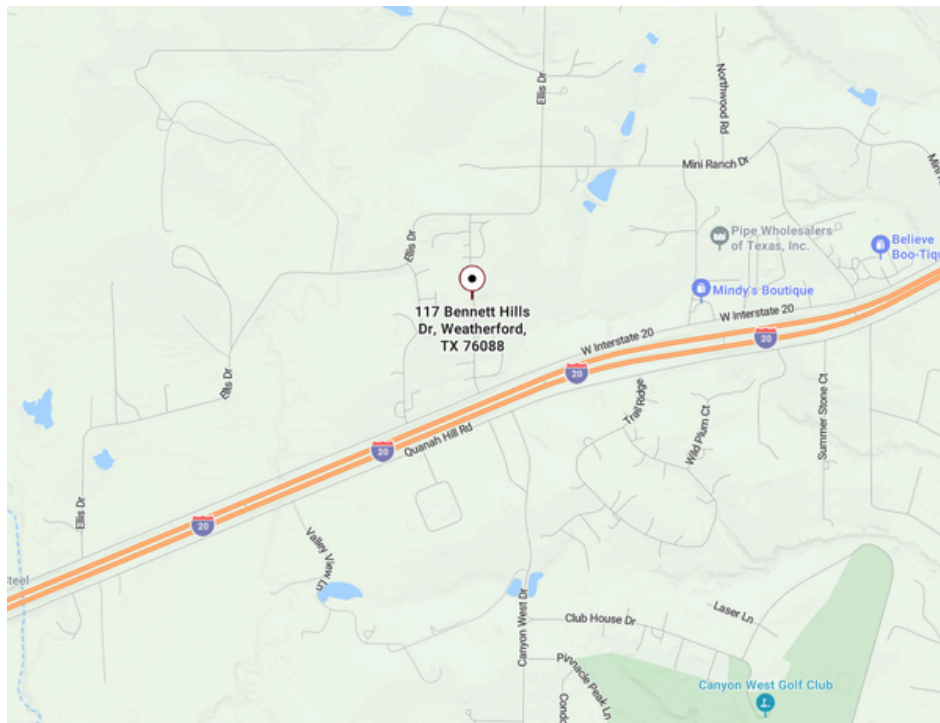 Ellis Dr
Northwood Rd
Mini Ranch Dr
Ellis Dr
Pipe Wholesalers
of Texas, Inc.
Believe
Boo-Tiqu
Mindy's Boutique
117 Bennett Hills
Dr, Weatherford,
TX 76088
W Interstate 20
W Interstate 20
20
20
Ellis Dr
Trail Ridge
Wild Plum Ct
Summer Stone Ct
Quanah Hill Rd
20
Ellis Dr
20
Valley View Ln
Steel
Canyon West Dr
Club House Dr
Laser Ln
Pinnacle Peak Ln
Condo
Canyon West Golf Club